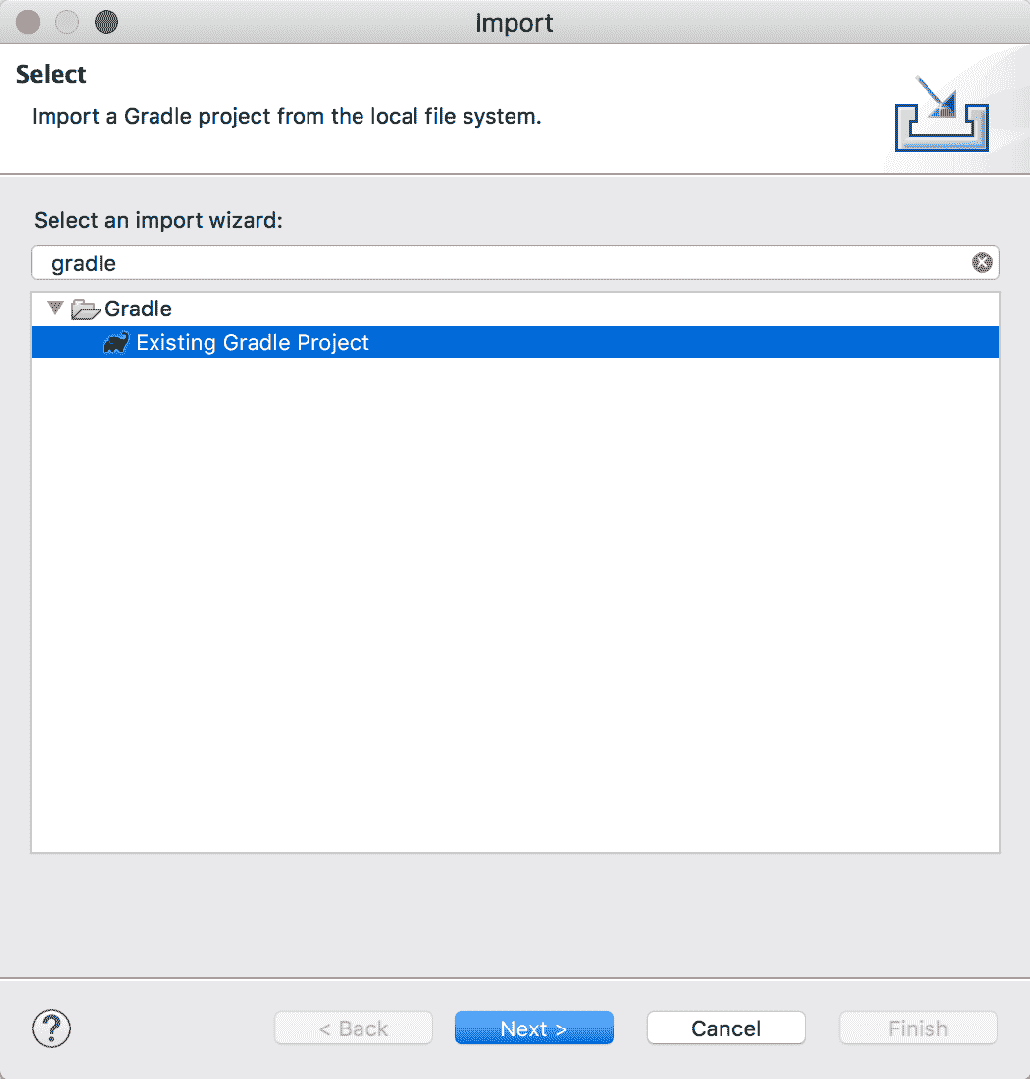 Import
Select
Import a Gradle project from the local file system.
Select an import wizard:
gradle
Gradle
Existing Gradle Project
?
< Back
Next >
Cancel
Finish